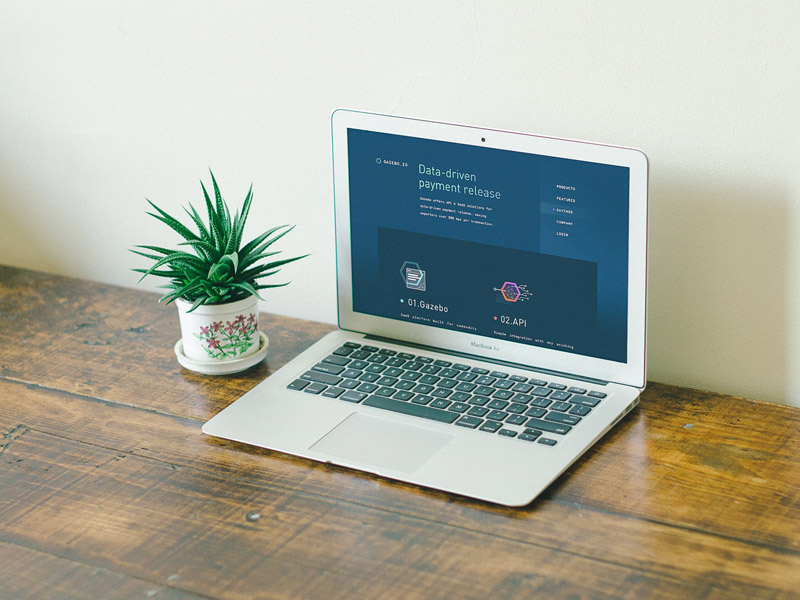 GAZEBO.IO
Data-driven
payment release
Gazebo offers API & SaaS solutions for
data-driven payment release, saving
exporters over $80 per transaction.
PRODUCTS
FEATURES
PARTNER
COMPANY
LOGIN
01.Gazebo
SaaS platform built for commodity
02.API
Simple integration with any existing
MacBook Air